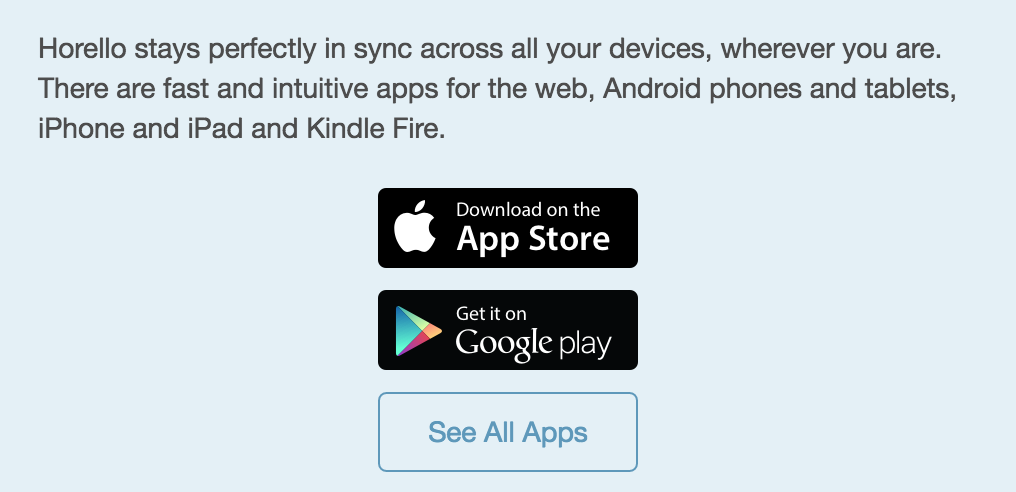 Horello stays perfectly in sync across all your devices, wherever you are.
There are fast and intuitive apps for the web, Android phones and tablets,
iPhone and iPad and Kindle Fire.
Download on the
App Store
Get it on
Google play
See All Apps